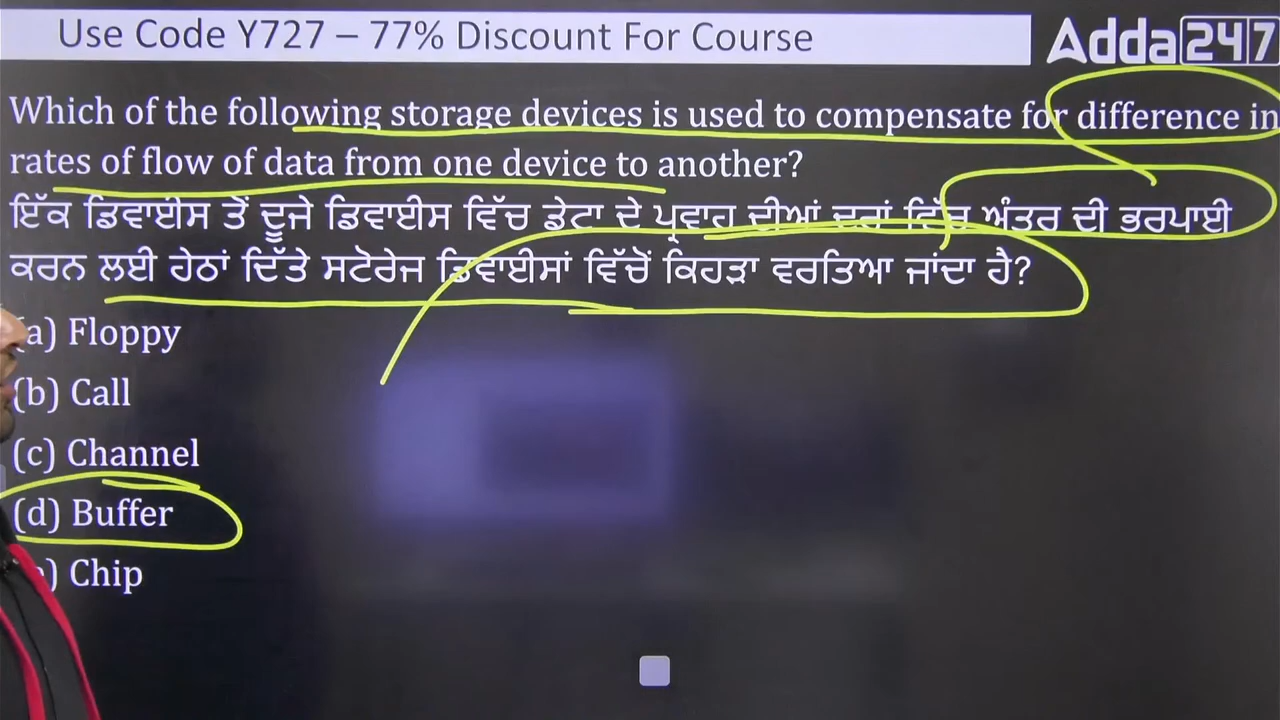 Use Code Y727 – 77% Discount For Course
Adda247
Which of the following storage devices is used to compensate for difference in
rates of flow of data from one device to another?
ਇੱਕ ਡਿਵਾਈਸ ਤੋਂ ਦੂਜੇ ਡਿਵਾਈਸ ਵਿੱਚ ਡੇਟਾ ਦੇ ਪ੍ਰਵਾਹ ਦੀਆਂ ਦਰਾਂ ਵਿੱਚ ਅੰਤਰ ਦੀ ਭਰਪਾਈ
ਕਰਨ ਲਈ ਹੇਠਾਂ ਦਿੱਤੇ ਸਟੋਰੇਜ ਡਿਵਾਈਸਾਂ ਵਿੱਚੋਂ ਕਿਹੜਾ ਵਰਤਿਆ ਜਾਂਦਾ ਹੈ?
(a) Floppy
(b) Call
(c) Channel
(d) Buffer
(e) Chip